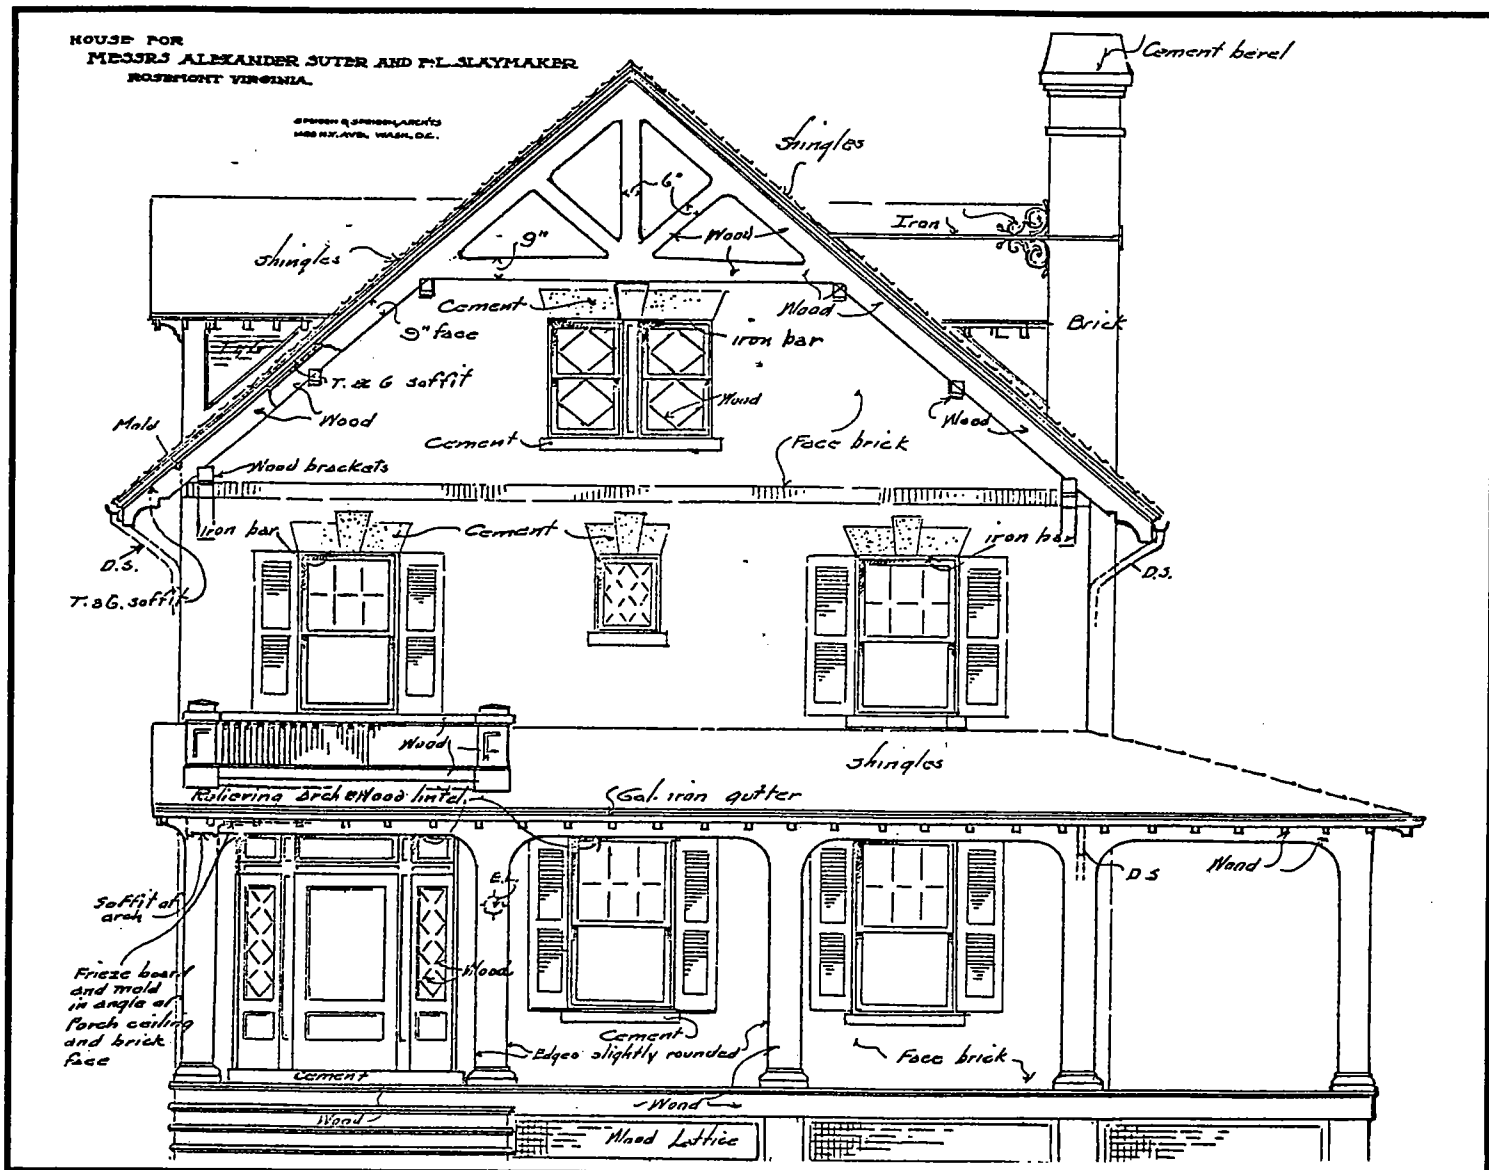 HOUSE FOR
MESSRS ALEXANDER SUTER AND P.L. SLAYMAKER
ROSEMONT VIRGINIA.
ARCHTS
1400 N.Y. AVE. WASH., D.C.
Cement bevel
Shingles
6"
Iron
9"
Wood
Shingles
Cement
Wood
Brick
9" face
iron bar
T. & G soffit
Wood
Mold
Wood
Wood
Cement
Face brick
Wood brackets
iron bar
Cement
iron bar
D.S.
D.S.
T. & G. soffit
Wood
Shingles
Relieving Arch & Wood lintel.
Gal. iron gutter
Wood
D S
E.L.
Soffit of
arch
Wood
Frieze board
and mold
in angle of
Porch ceiling
and brick
face
Cement
Edges slightly rounded
Face brick
Cement
Wood
Wood
Wood Lattice